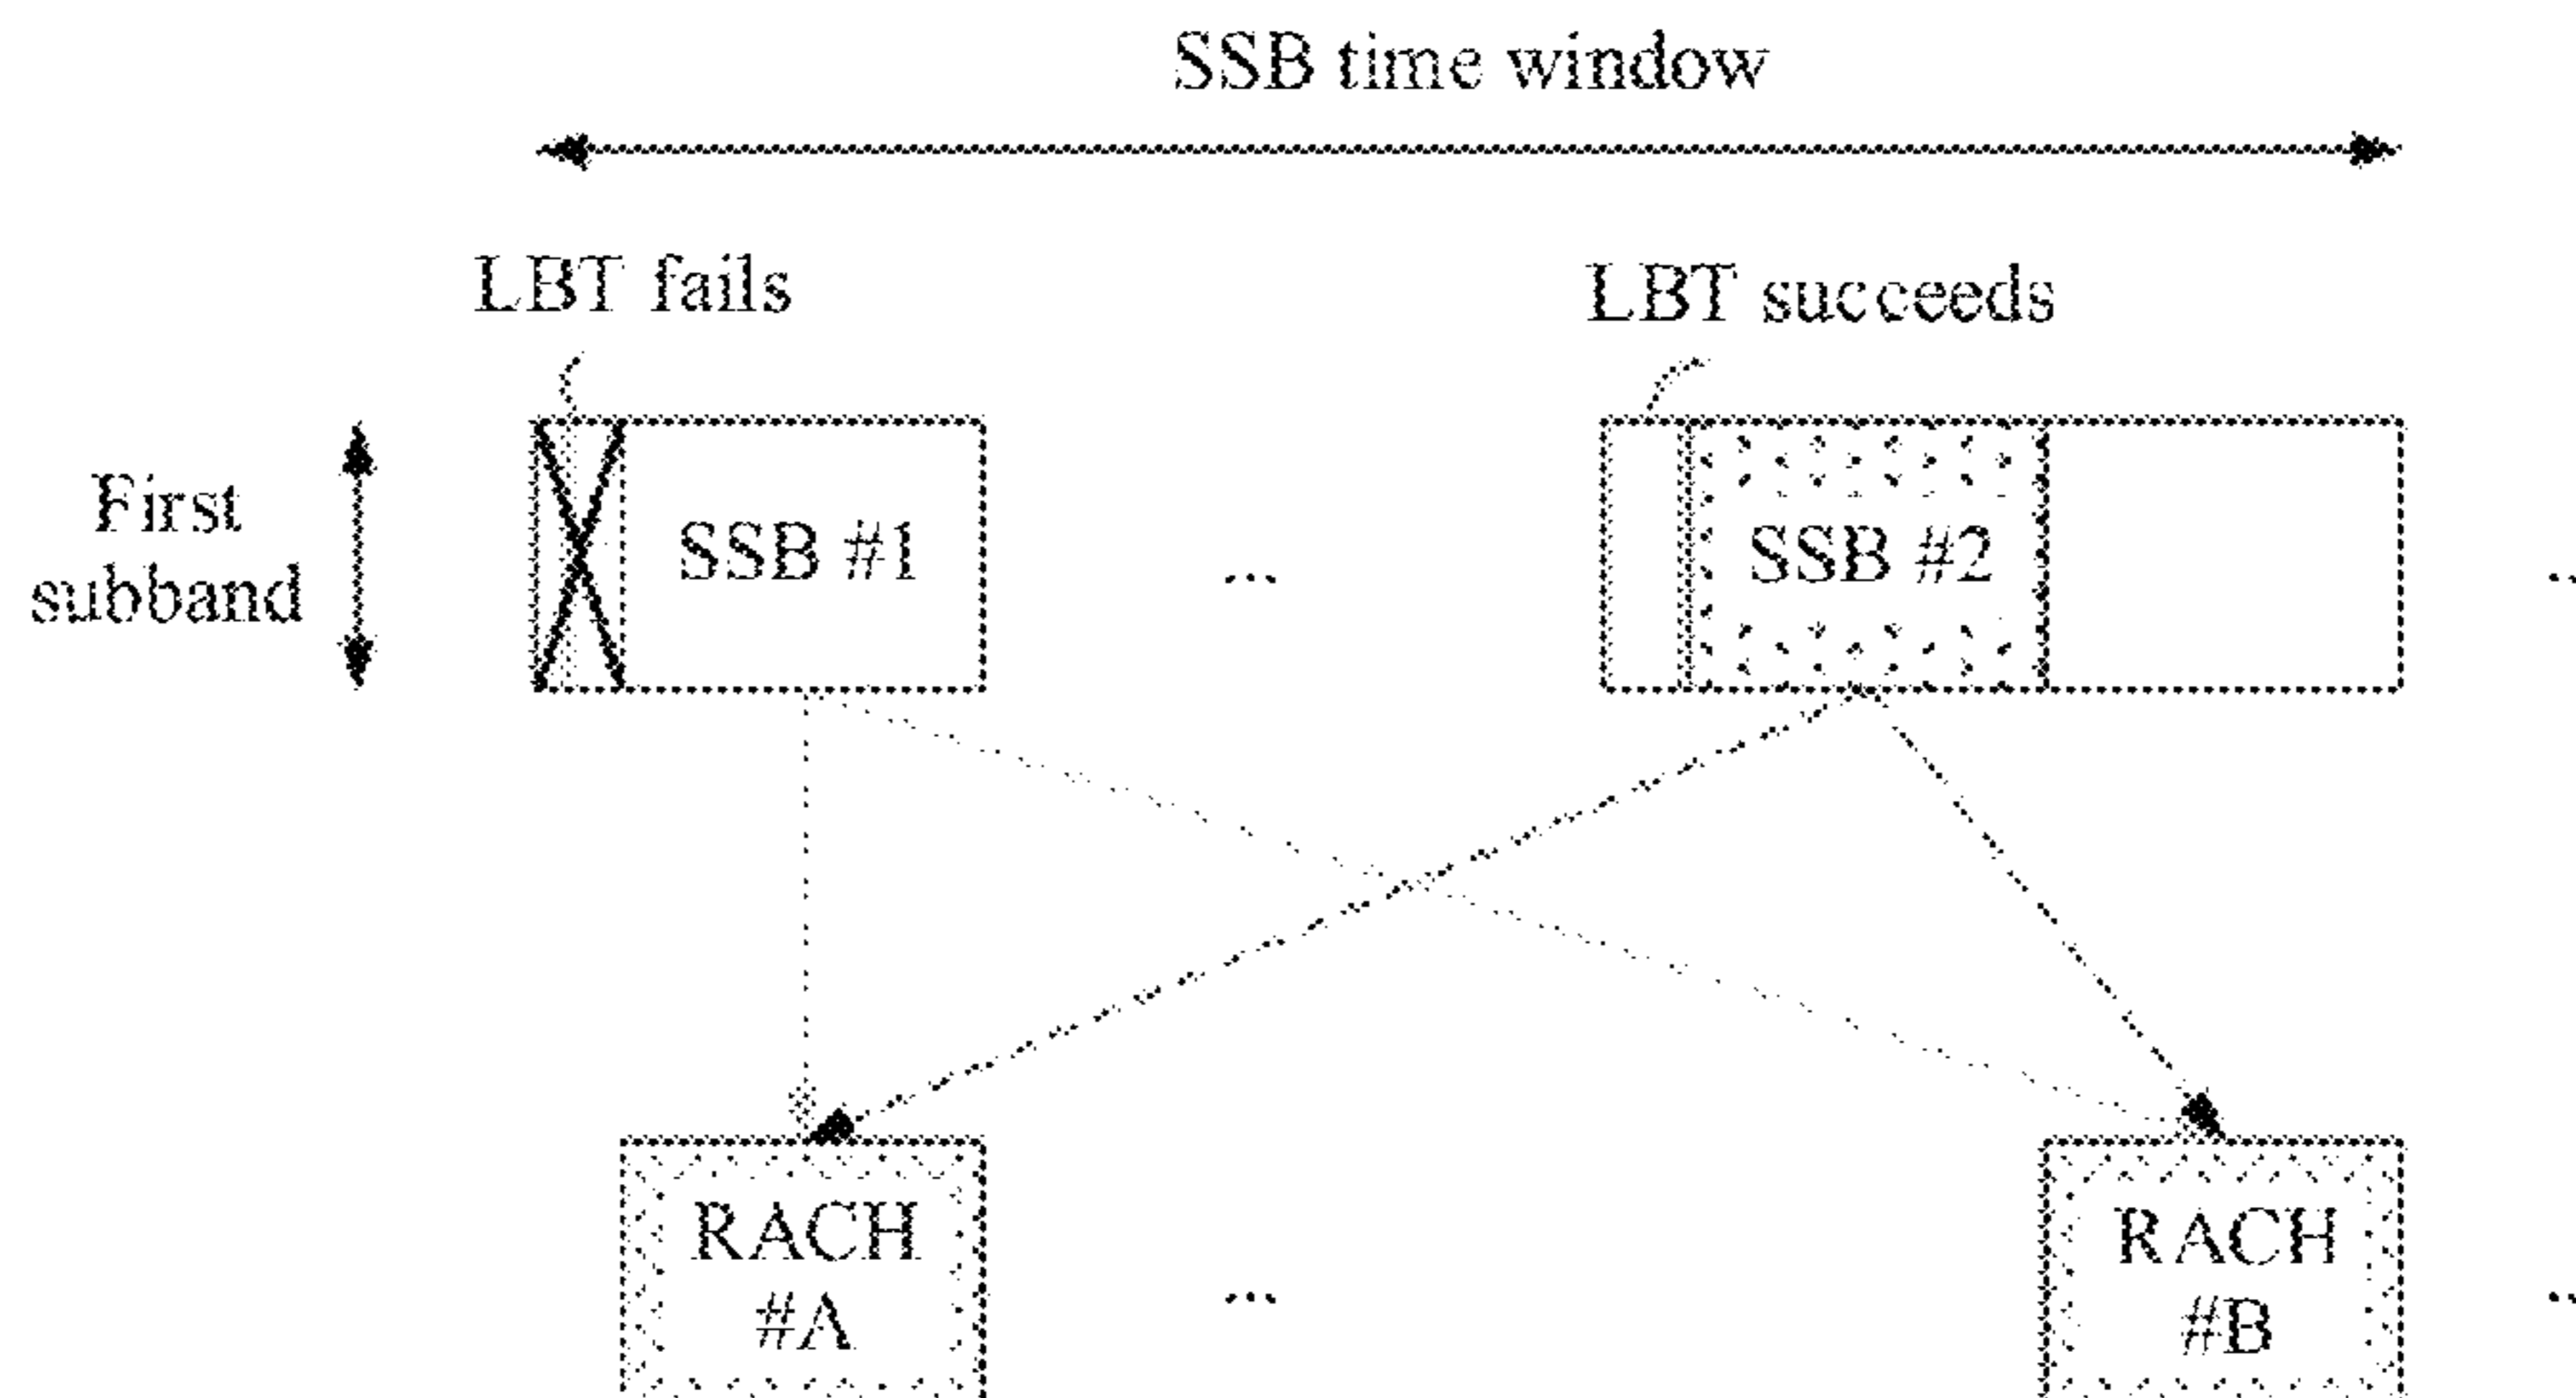 SSB time window
LBT fails
LBT succeeds
First
subband
SSB #1
...
SSB #2
RACH
#A
...
RACH
#B